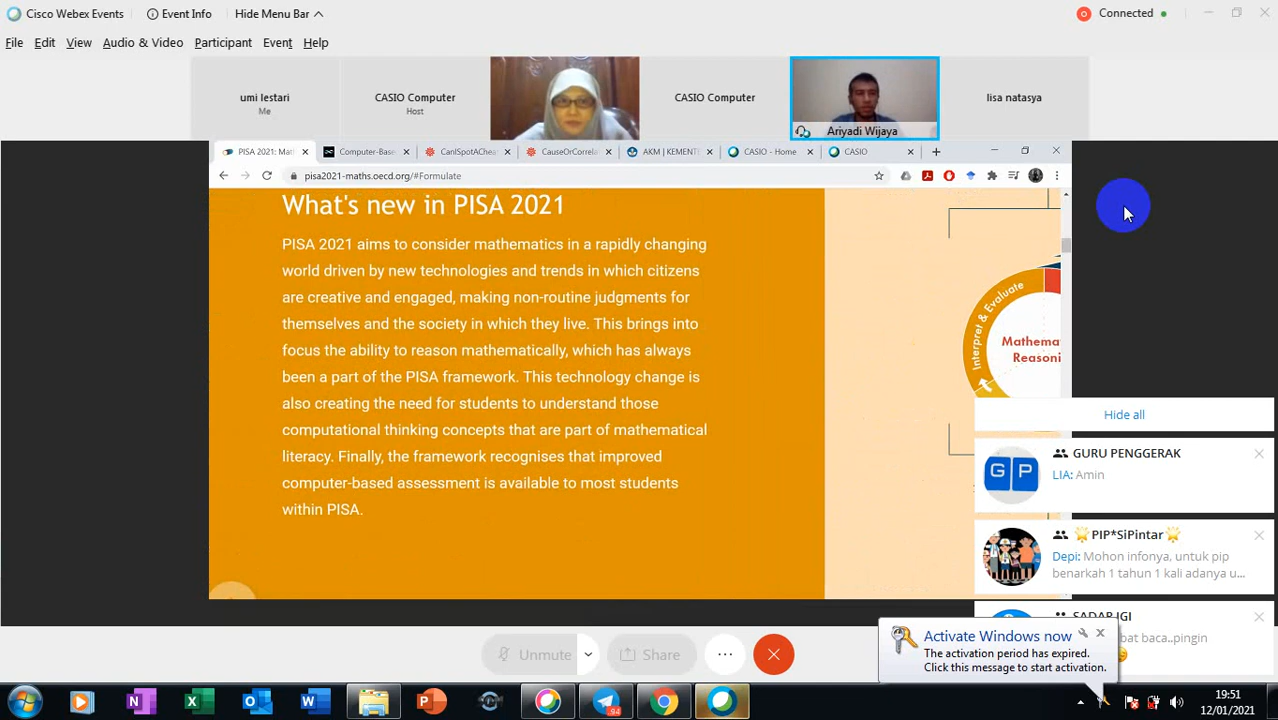 Cisco Webex Events
Event Info
Hide Menu Bar
Connected
File Edit View Audio & Video Participant Event Help
umi lestari
Me
CASIO Computer
Host
CASIO Computer
Ariyadi Wijaya
lisa natasya
PISA 2021: Mat
Computer-Base
CanISpotAChea
CauseOrCorrela
AKM | KEMENT
CASIO - Home
CASIO
pisa2021-maths.oecd.org/#Formulate
What's new in PISA 2021
PISA 2021 aims to consider mathematics in a rapidly changing
world driven by new technologies and trends in which citizens
are creative and engaged, making non-routine judgments for
themselves and the society in which they live. This brings into
focus the ability to reason mathematically, which has always
been a part of the PISA framework. This technology change is
also creating the need for students to understand those
computational thinking concepts that are part of mathematical
literacy. Finally, the framework recognises that improved
computer-based assessment is available to most students
within PISA.
Interpret & Evaluate
Mathema
Reasoni
Hide all
GP
GURU PENGGERAK
LIA: Amin
🌟PIP*SiPintar🌟
Depi: Mohon infonya, untuk pip
benarkah 1 tahun 1 kali adanya u...
SADAR IGI
bat baca..pingin
Unmute
Share
Activate Windows now
The activation period has expired.
Click this message to start activation.
94
19:51
12/01/2021